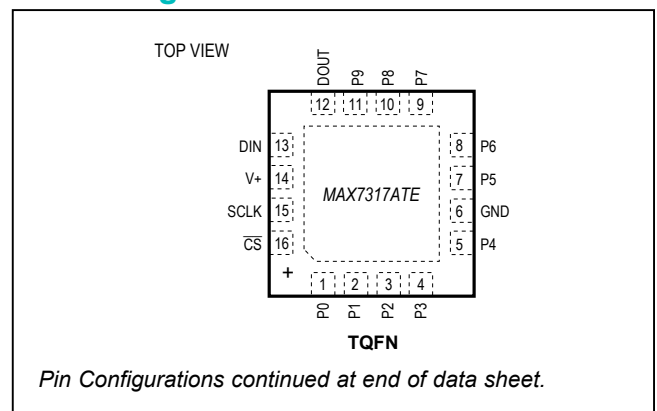 TOP VIEW
DOUT P9 P8 P7
12 11 10 9
DIN 13 8 P6
V+ 14 7 P5
MAX7317ATE
SCLK 15 6 GND
CS 16 5 P4
+
1 2 3 4
P0 P1 P2 P3
TQFN
Pin Configurations continued at end of data sheet.